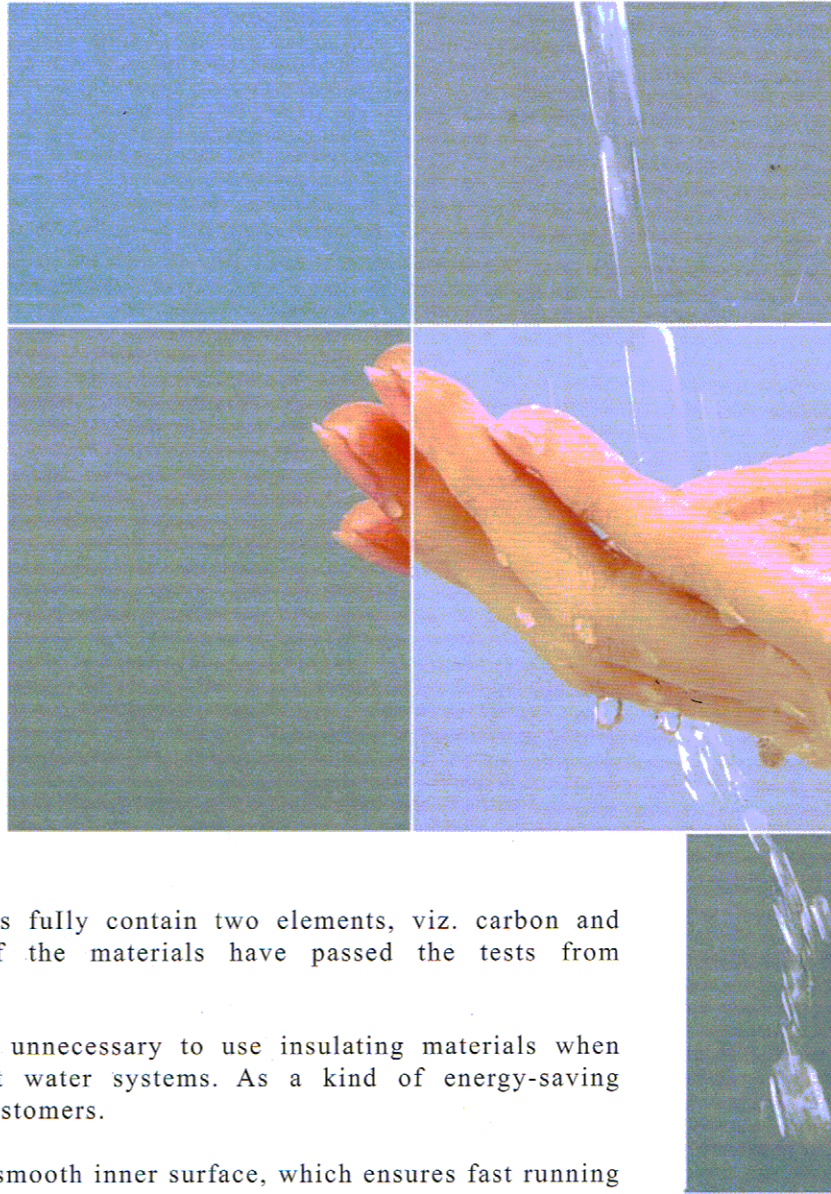 s fully contain two elements, viz. carbon and
f the materials have passed the tests from
unnecessary to use insulating materials when
t water systems. As a kind of energy-saving
stomers.
smooth inner surface, which ensures fast running